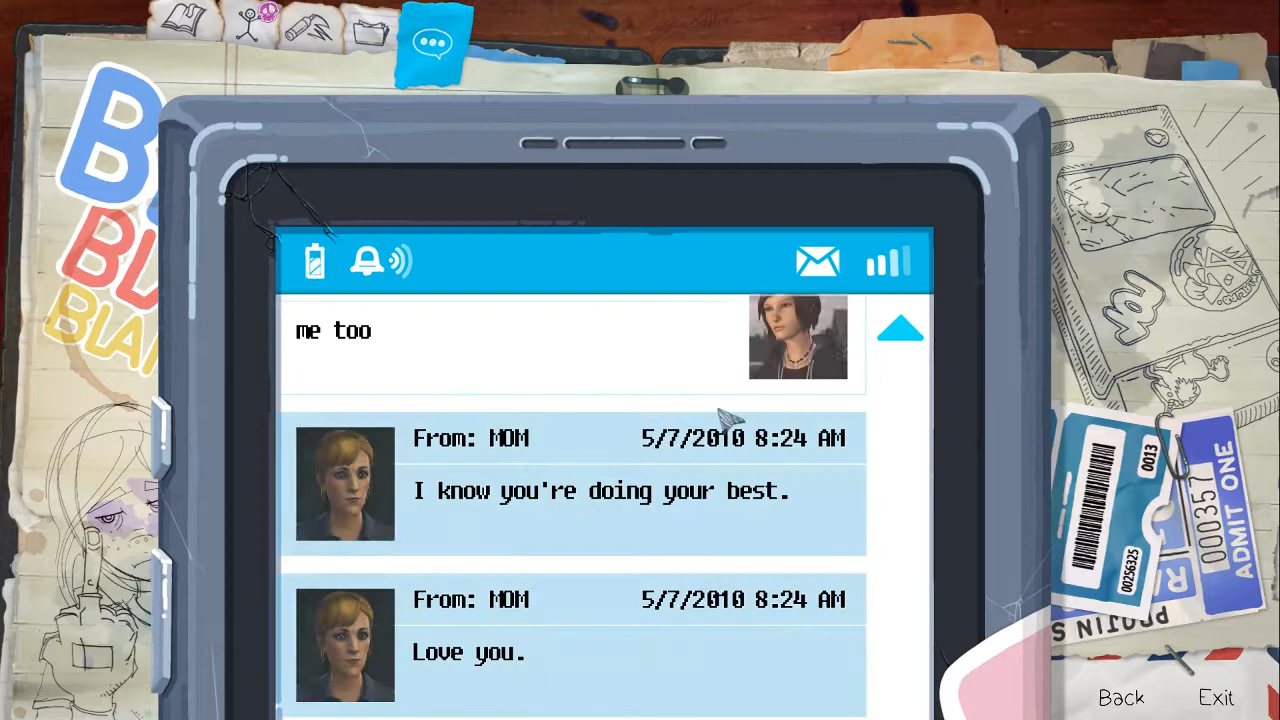 me too
From: MOM 5/7/2010 8:24 AM
I know you're doing your best.
From: MOM 5/7/2010 8:24 AM
Love you.
0013
00256325
000357
ADMIT ONE
Back
Exit